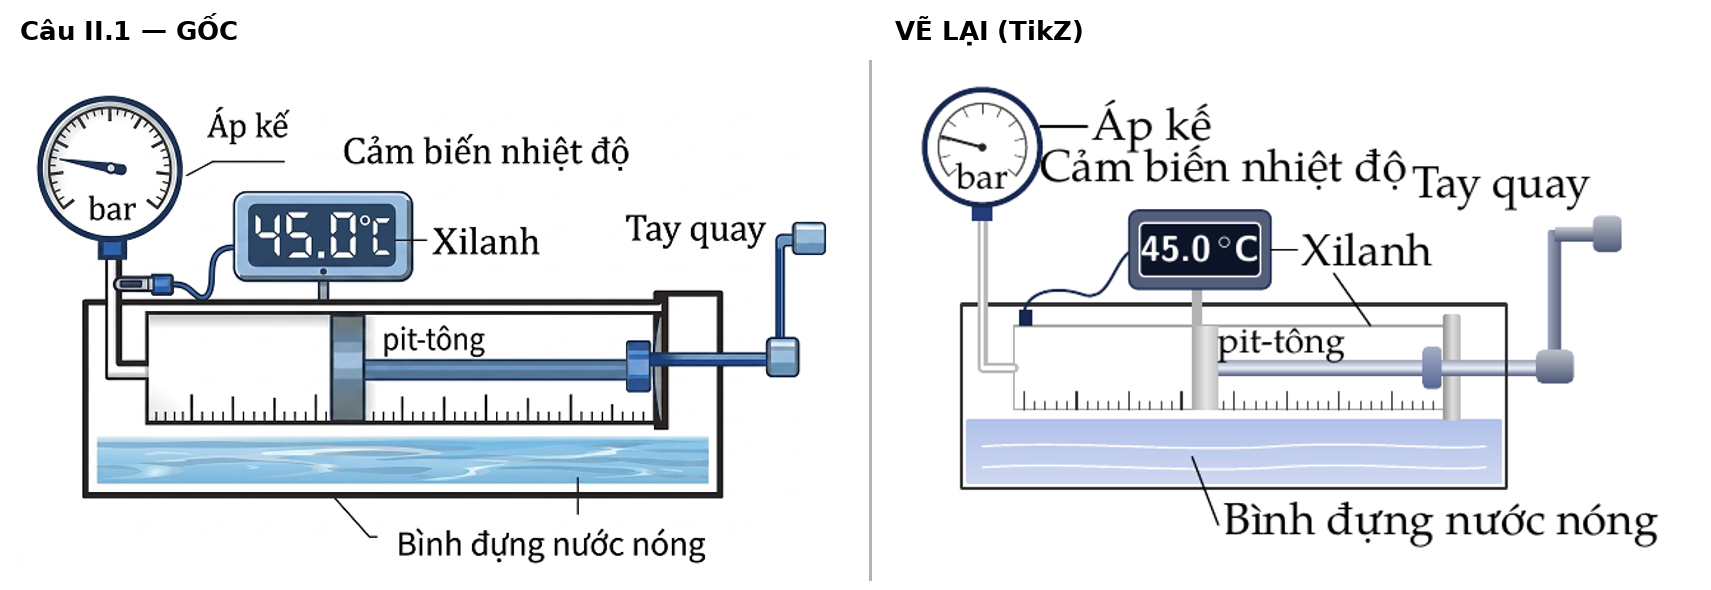 Câu II.1 — GỐC
Áp kế
Cảm biến nhiệt độ
bar
45.0°C
Xilanh
Tay quay
pit-tông
Bình đựng nước nóng
VẼ LẠI (TikZ)
Áp kế
Cảm biến nhiệt độ
Tay quay
bar
45.0 °C
Xilanh
pit-tông
Bình đựng nước nóng